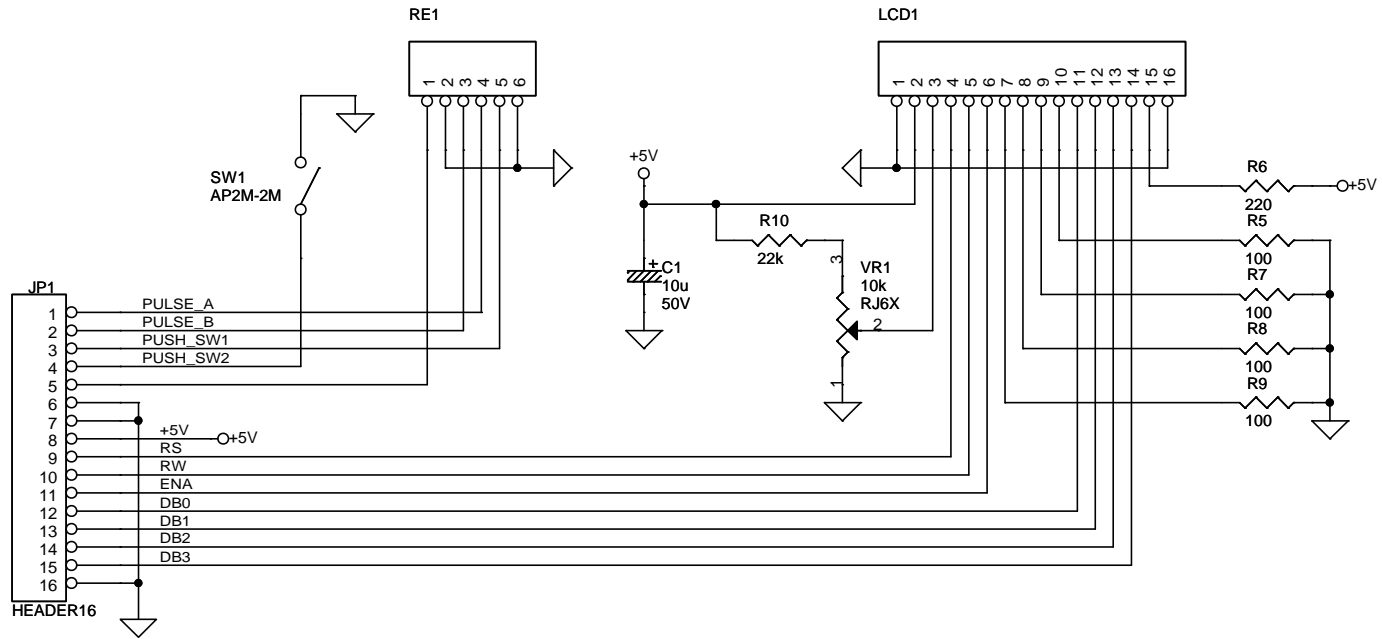 RE1
LCD1
1 2 3 4 5 6
1 2 3 4 5 6 7 8 9 10 11 12 13 14 15 16
SW1
AP2M-2M
+5V
R6
220
+5V
R10
22k
R5
100
C1
10u
50V
+
3
VR1
10k
RJ6X
2
1
R7
100
R8
100
R9
100
JP1
1 PULSE_A
2 PULSE_B
3 PUSH_SW1
4 PUSH_SW2
5
6
7
8 +5V +5V
9 RS
10 RW
11 ENA
12 DB0
13 DB1
14 DB2
15 DB3
16
HEADER16